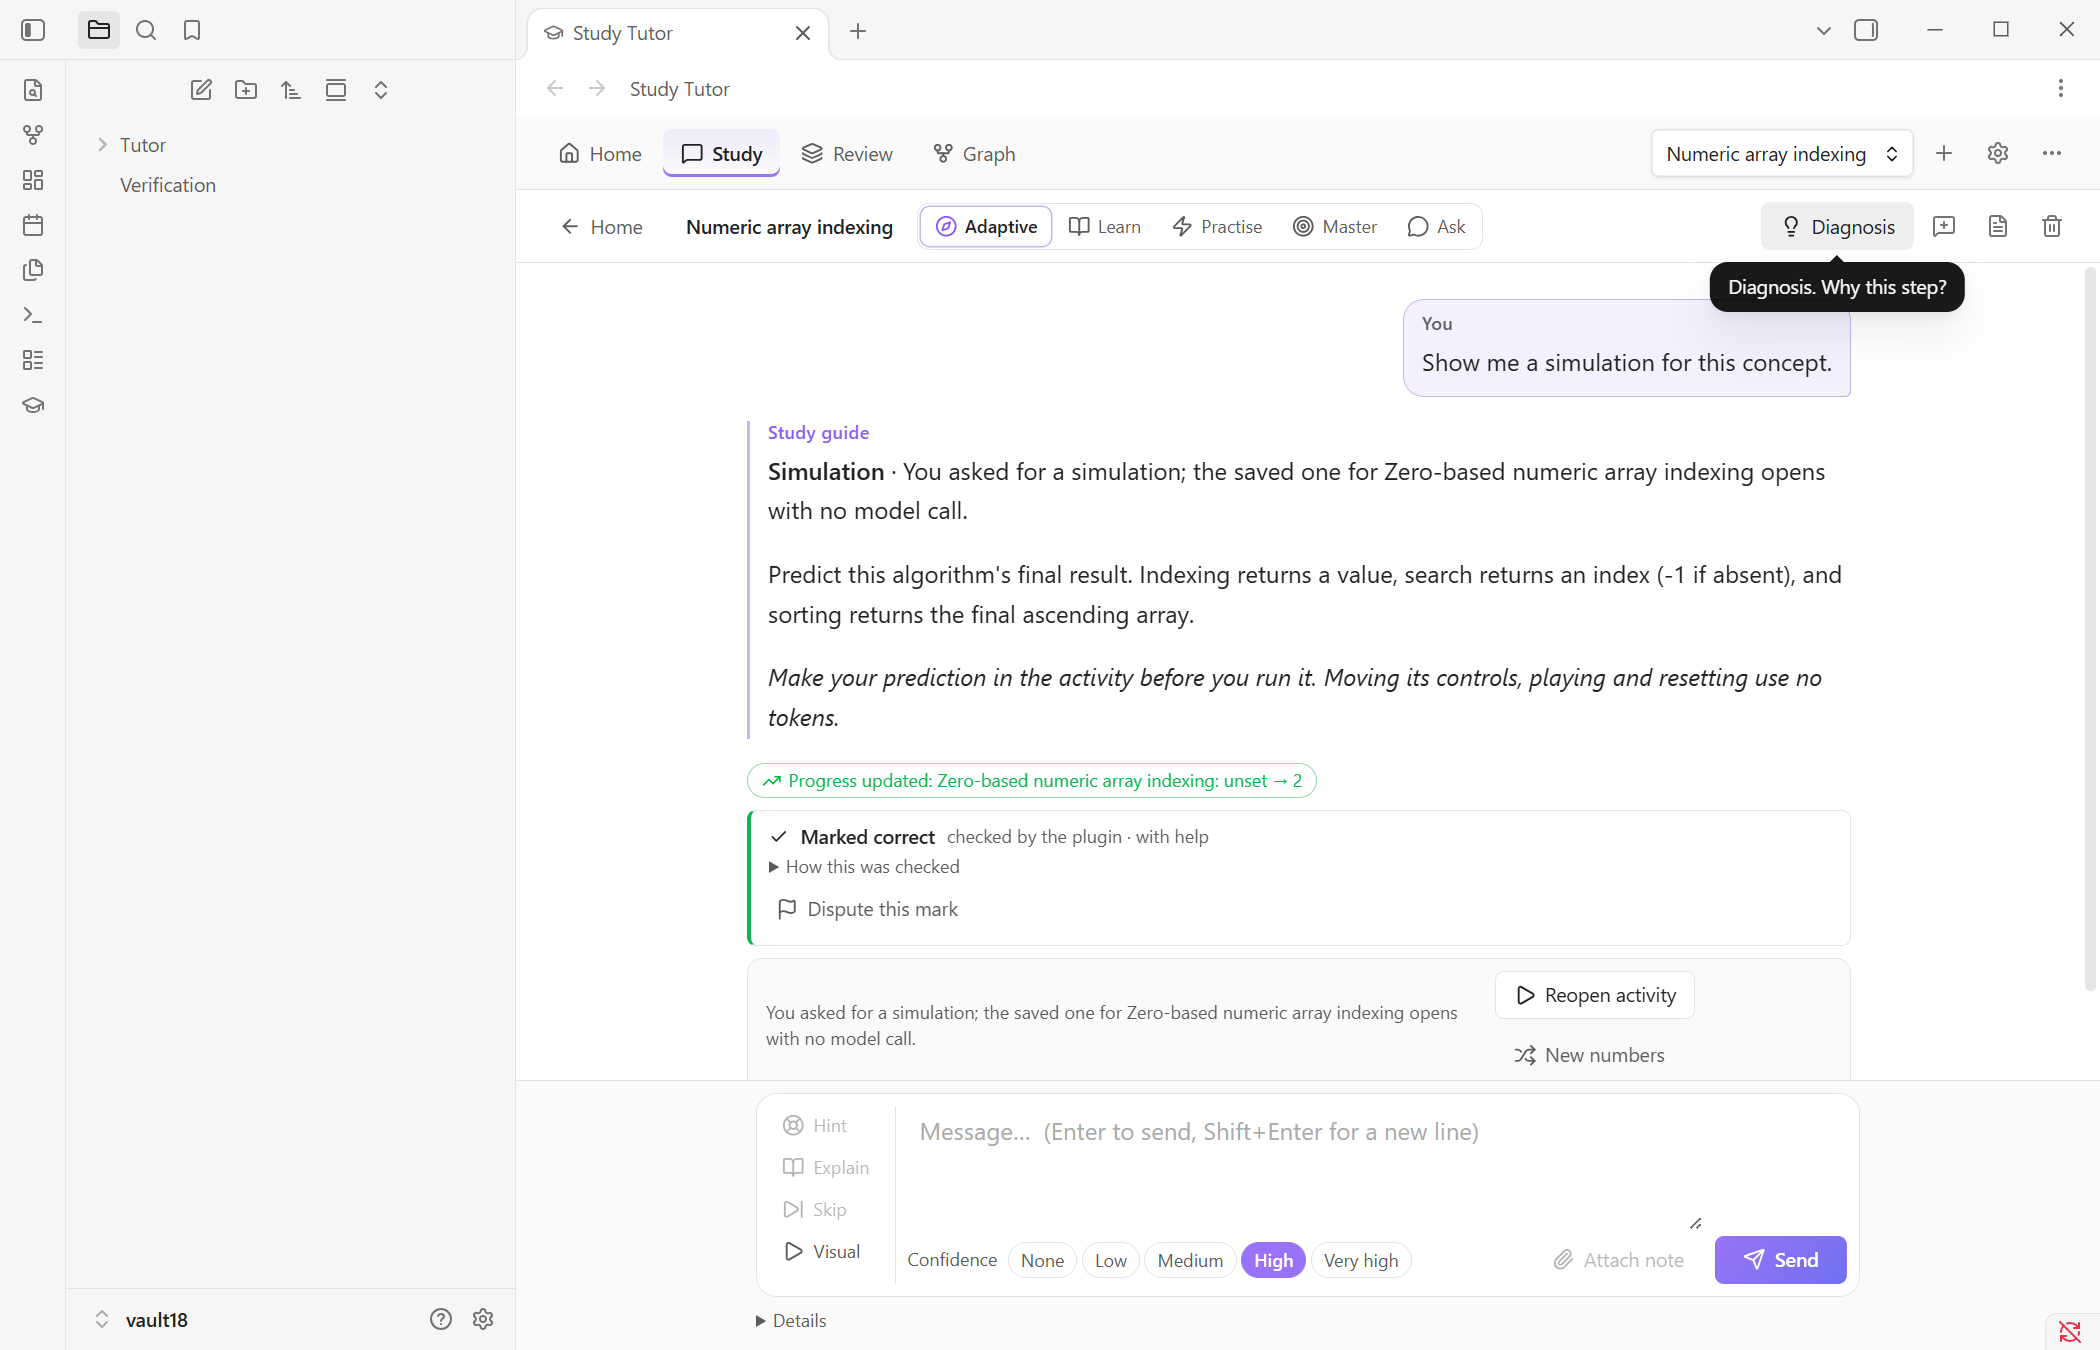 Study Tutor
Study Tutor
Tutor
Verification
Home
Study
Review
Graph
Numeric array indexing
Home
Numeric array indexing
Adaptive
Learn
Practise
Master
Ask
Diagnosis
Diagnosis. Why this step?
You
Show me a simulation for this concept.
Study guide
Simulation · You asked for a simulation; the saved one for Zero-based numeric array indexing opens
with no model call.
Predict this algorithm's final result. Indexing returns a value, search returns an index (-1 if absent), and
sorting returns the final ascending array.
Make your prediction in the activity before you run it. Moving its controls, playing and resetting use no
tokens.
Progress updated: Zero-based numeric array indexing: unset → 2
Marked correct checked by the plugin · with help
How this was checked
Dispute this mark
You asked for a simulation; the saved one for Zero-based numeric array indexing opens
with no model call.
Reopen activity
New numbers
Hint
Explain
Skip
Visual
Message... (Enter to send, Shift+Enter for a new line)
Confidence
None
Low
Medium
High
Very high
Attach note
Send
Details
vault18